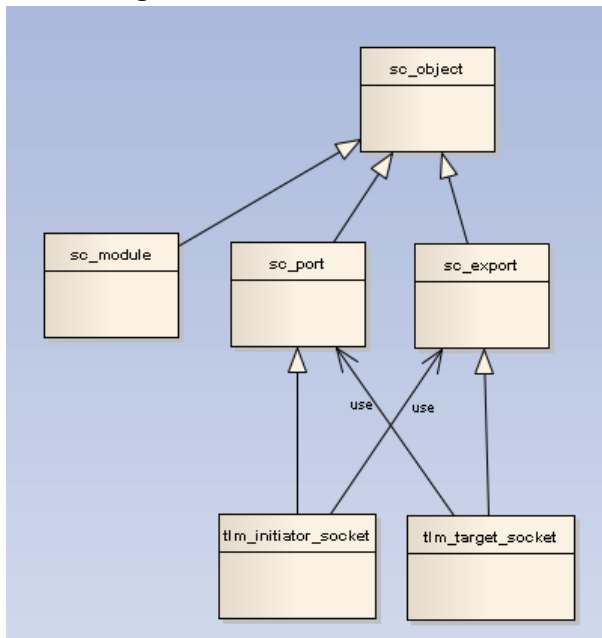 sc_object
sc_module
sc_port
sc_export
use
use
tlm_initiator_socket
tlm_target_socket